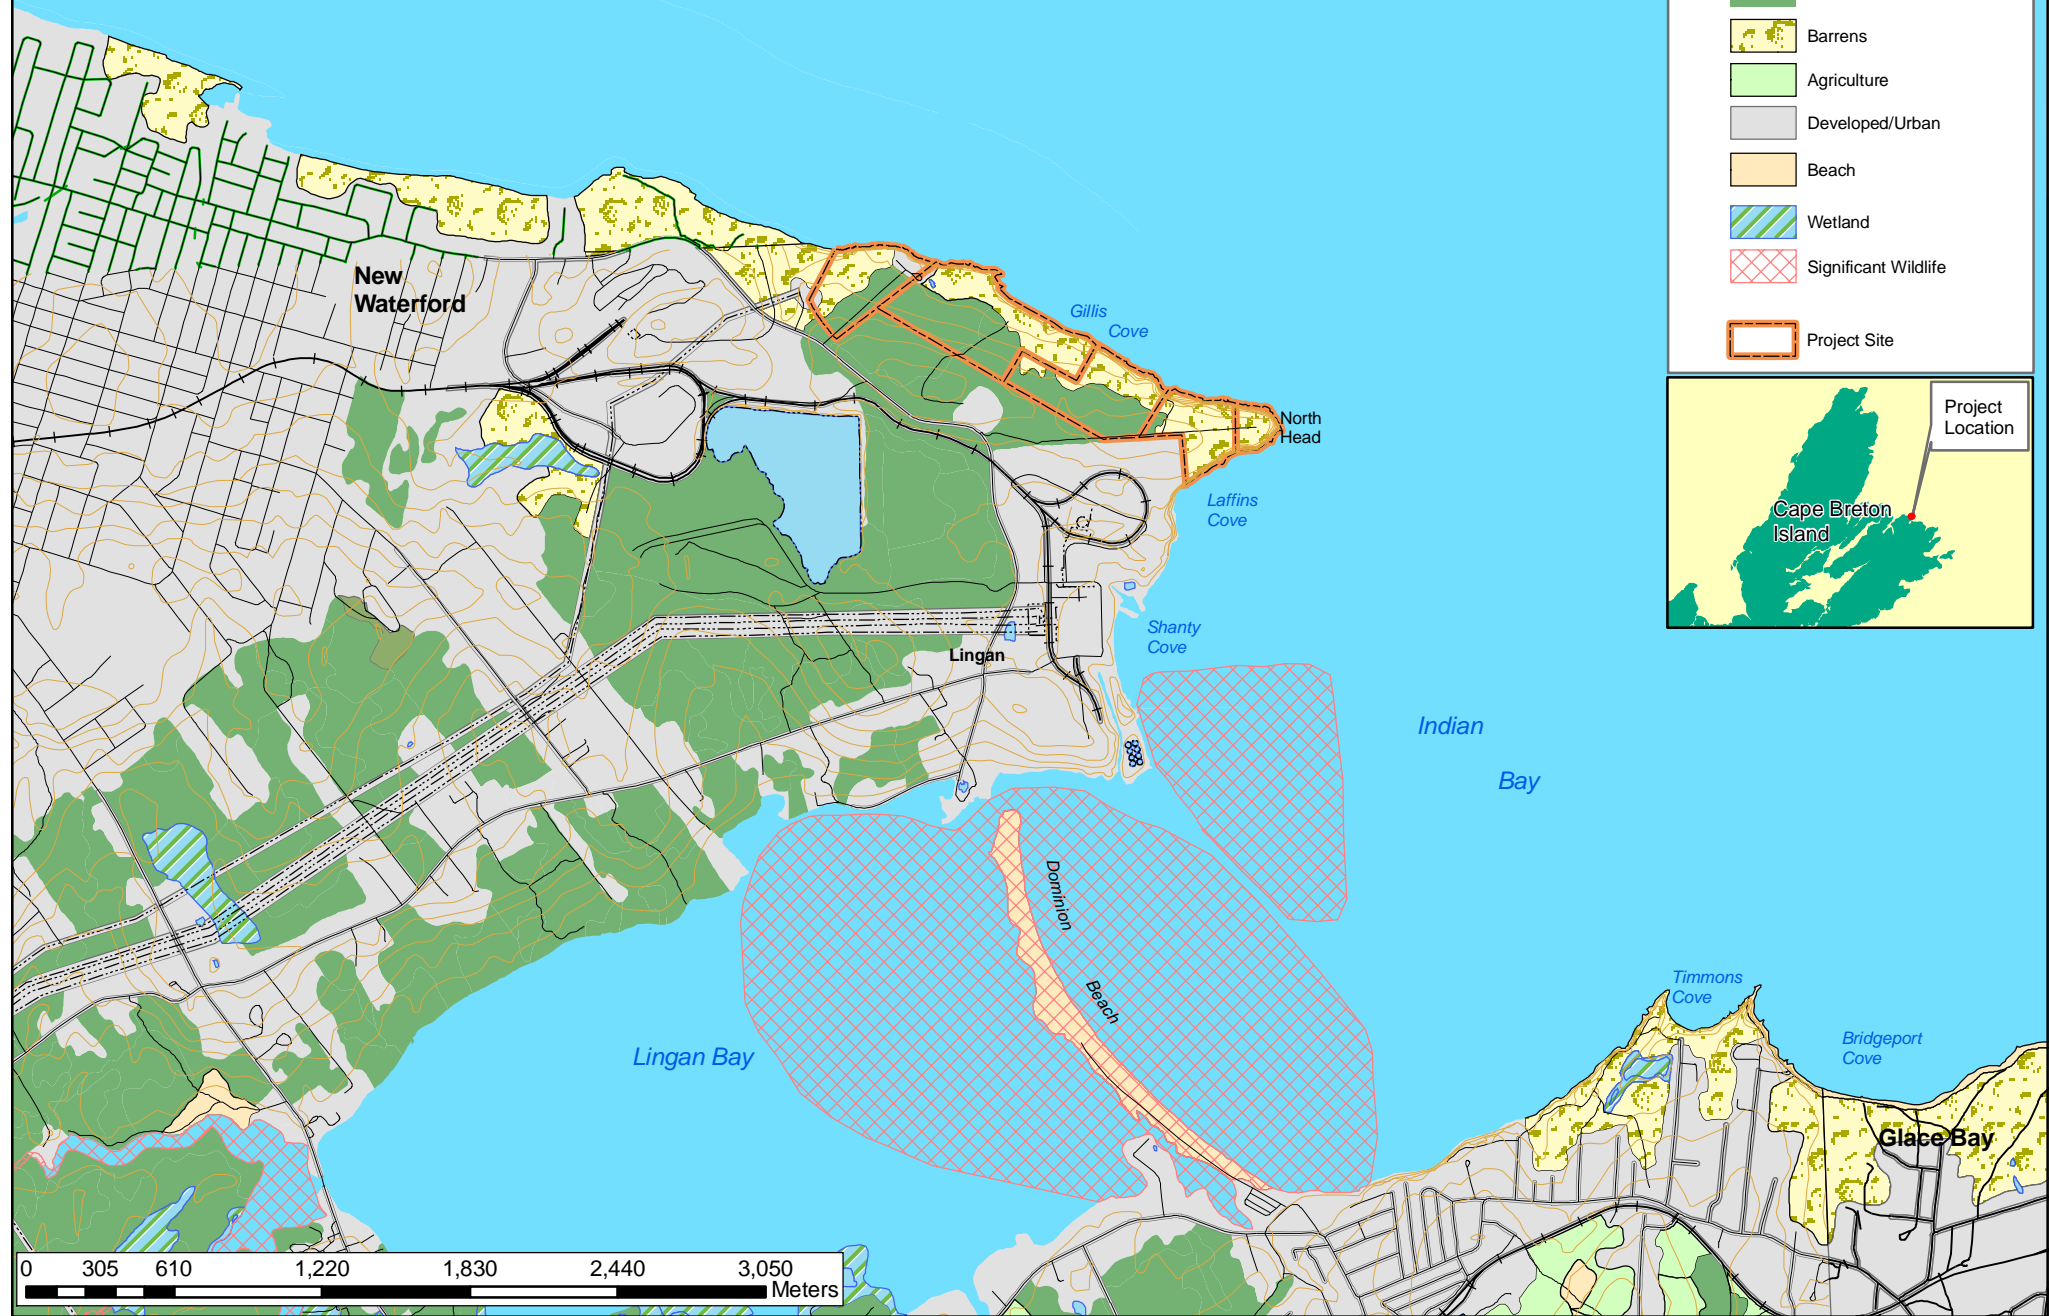 Barrens
Agriculture
Developed/Urban
Beach
Wetland
Significant Wildlife
Project Site
Project
Location
Cape Breton
Island
New
Waterford
Gillis
Cove
North
Head
Laffins
Cove
Shanty
Cove
Lingan
Indian
Bay
Dominion
Beach
Timmons
Cove
Bridgeport
Cove
Lingan Bay
Glace Bay
0 305 610 1,220 1,830 2,440 3,050
Meters